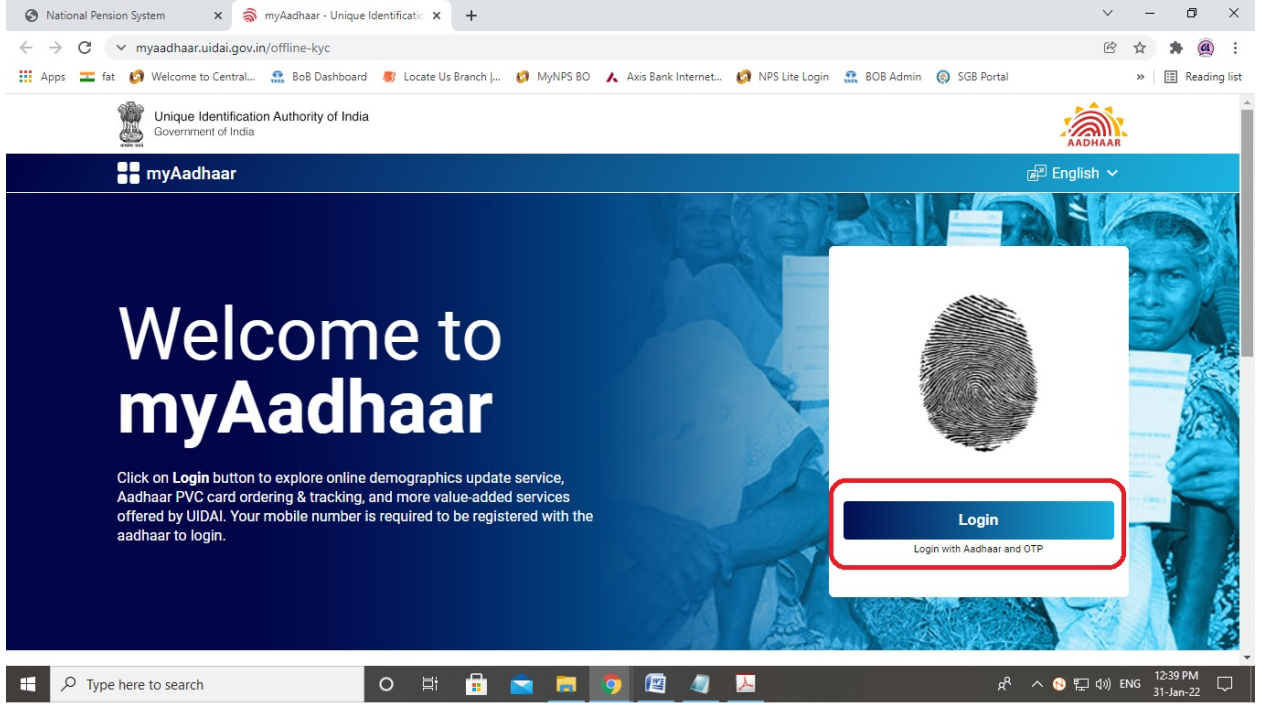 National Pension System
myAadhaar - Unique Identificatic
myaadhaar.uidai.gov.in/offline-kyc
Apps fat Welcome to Central... BoB Dashboard Locate Us Branch |... MyNPS BO Axis Bank Internet... NPS Lite Login BOB Admin SGB Portal » Reading list
Unique Identification Authority of India
Government of India
AADHAAR
myAadhaar English
Welcome to
myAadhaar
Click on Login button to explore online demographics update service,
Aadhaar PVC card ordering & tracking, and more value-added services
offered by UIDAI. Your mobile number is required to be registered with the
aadhaar to login.
Login
Login with Aadhaar and OTP
Type here to search
ENG
12:39 PM
31-Jan-22